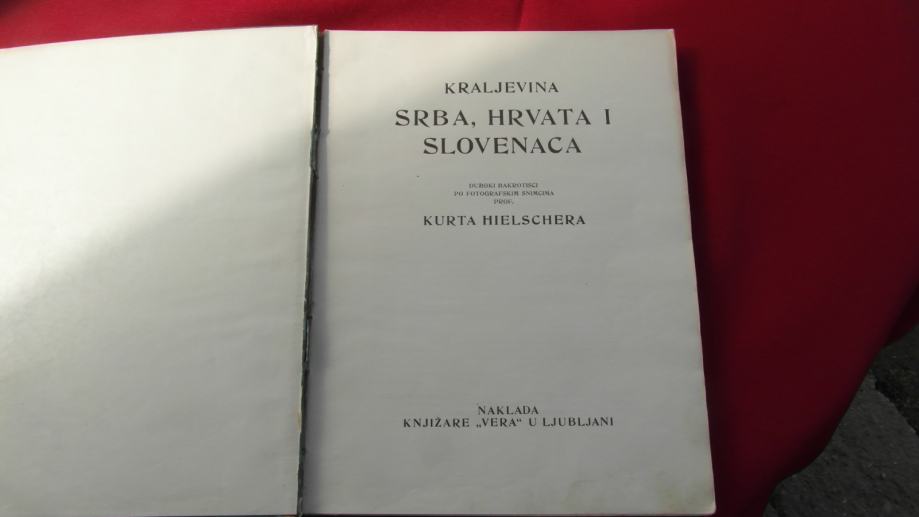 KRALJEVINA
SRBA, HRVATA I
SLOVENACA
DUBOKI BAKROTISCI
PO FOTOGRAFSKIM SNIMCIMA
PROF.
KURTA HIELSCHERA
NAKLADA
KNJIŽARE „VERA“ U LJUBLJANI